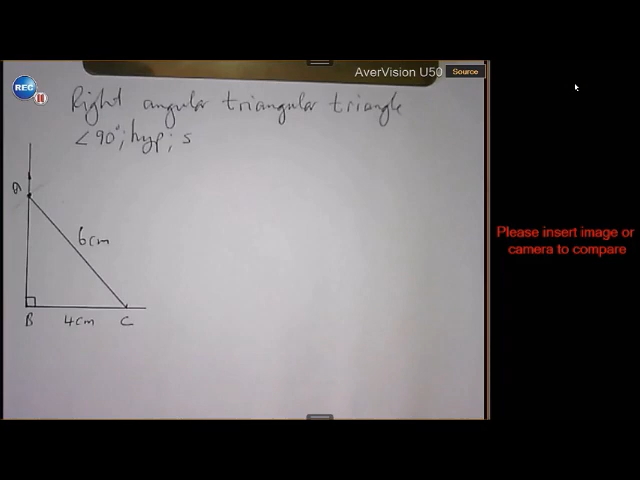 AverVision U50 Source
REC
Right angular triangular triangle
∠90°; hyp; s
A
6cm
B 4cm C
Please insert image or
camera to compare